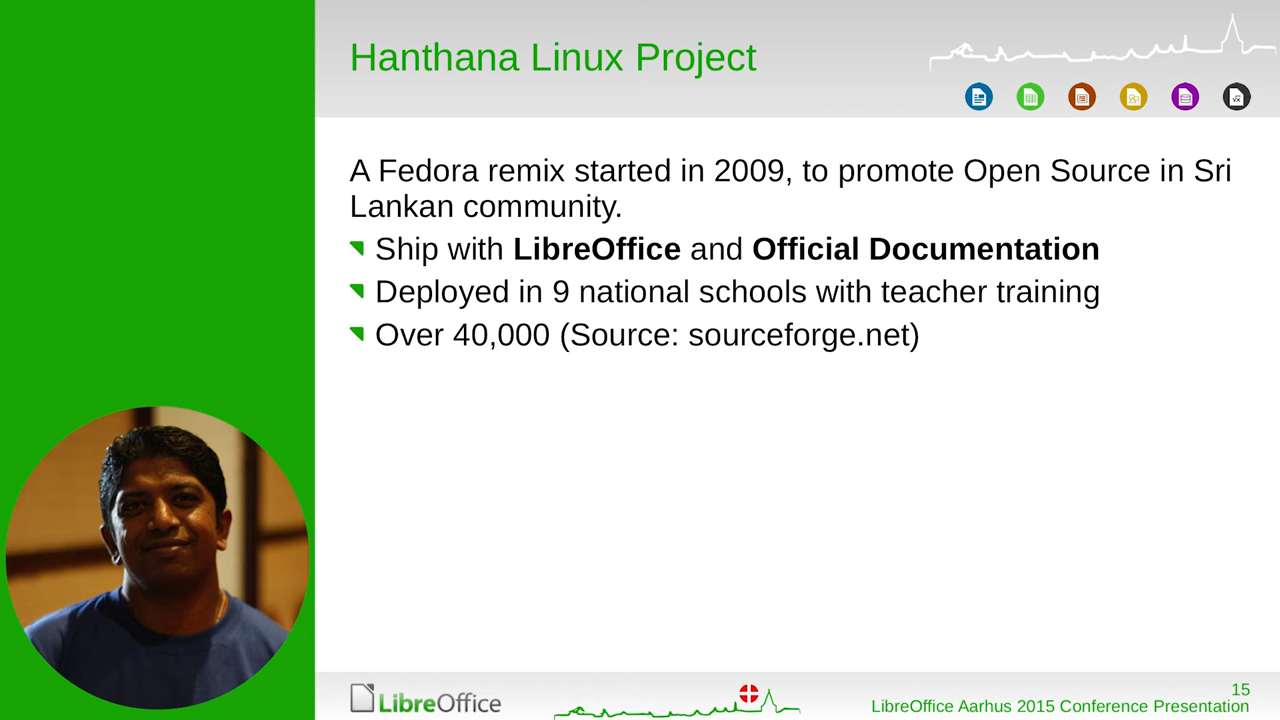 Hanthana Linux Project
A Fedora remix started in 2009, to promote Open Source in Sri
Lankan community.
Ship with LibreOffice and Official Documentation
Deployed in 9 national schools with teacher training
Over 40,000 (Source: sourceforge.net)
LibreOffice
15
LibreOffice Aarhus 2015 Conference Presentation